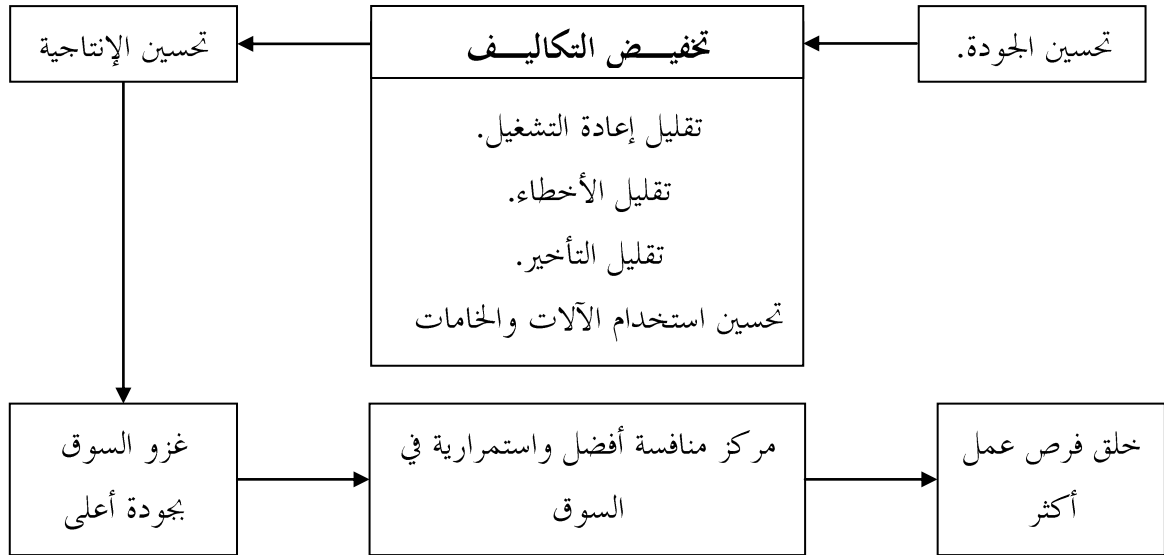 تحسين الجودة.
تخفيـــض التكاليـــف
تقليل إعادة التشغيل.
تقليل الأخطاء.
تقليل التأخير.
تحسين استخدام الآلات والخامات
تحسين الإنتاجية
غزو السوق
بجودة أعلى
مركز منافسة أفضل واستمرارية في
السوق
خلق فرص عمل
أكثر